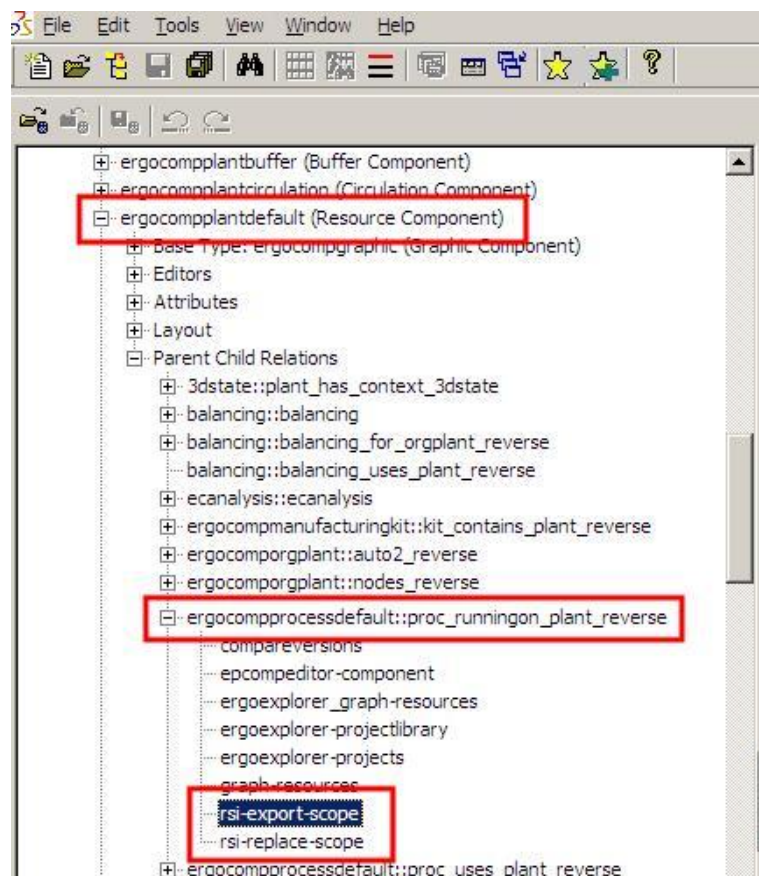 File Edit Tools View Window Help
ergocompplantbuffer (Buffer Component)
ergocompplantcirculation (Circulation Component)
ergocompplantdefault (Resource Component)
Base Type: ergocompgraphic (Graphic Component)
Editors
Attributes
Layout
Parent Child Relations
3dstate::plant_has_context_3dstate
balancing::balancing
balancing::balancing_for_orgplant_reverse
balancing::balancing_uses_plant_reverse
ecanalysis::ecanalysis
ergocompmanufacturingkit::kit_contains_plant_reverse
ergocomporgplant::auto2_reverse
ergocomporgplant::nodes_reverse
ergocompprocessdefault::proc_runningon_plant_reverse
compareversions
epcompeditor-component
ergoexplorer_graph-resources
ergoexplorer-projectlibrary
ergoexplorer-projects
graph-resources
rsi-export-scope
rsi-replace-scope
ergocompprocessdefault::proc_uses_plant_reverse